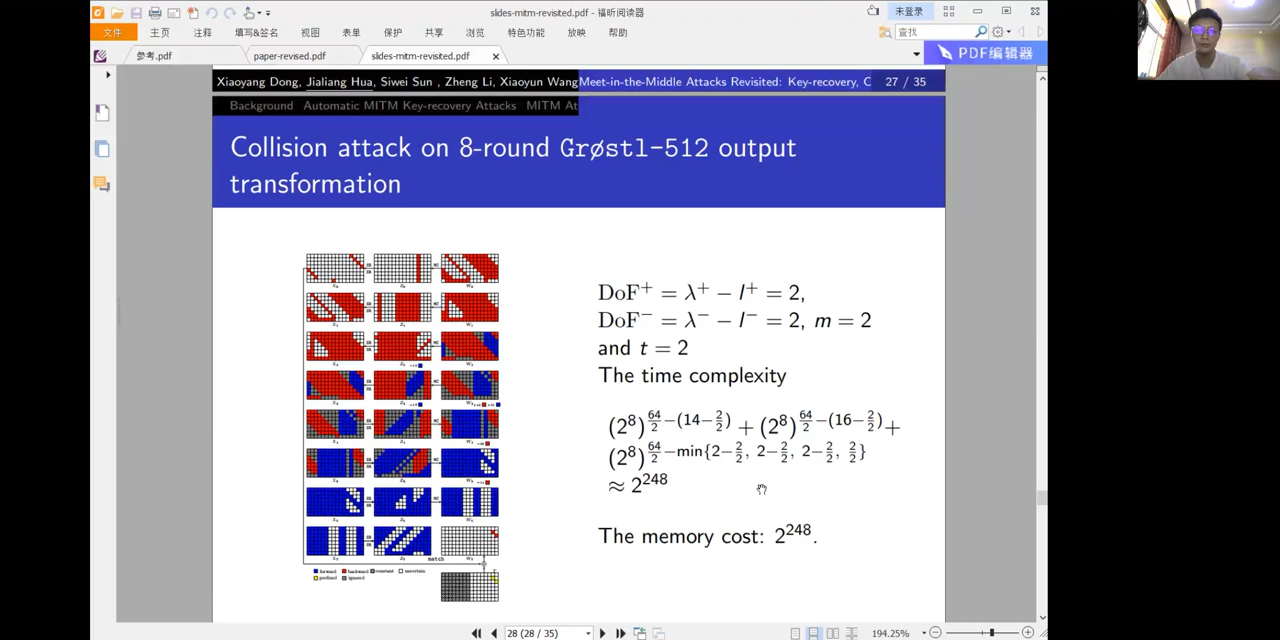 slides-mitm-revisited.pdf - 福昕阅读器
未登录
文件 主页 注释 填写&签名 视图 表单 保护 共享 浏览 特色功能 放映 帮助
查找
参考.pdf paper-revised.pdf slides-mitm-revisited.pdf
PDF编辑器
Xiaoyang Dong, Jialiang Hua, Siwei Sun , Zheng Li, Xiaoyun Wang Meet-in-the-Middle Attacks Revisited: Key-recovery, C 27 / 35
Background Automatic MITM Key-recovery Attacks MITM At
Collision attack on 8-round Grøstl-512 output
transformation
DoF⁺ = λ⁺ − l⁺ = 2,
DoF⁻ = λ⁻ − l⁻ = 2, m = 2
and t = 2
The time complexity
(2⁸)^{64/2 −(14− 2/2)} + (2⁸)^{64/2 −(16− 2/2)} +
(2⁸)^{64/2 −min{2− 2/2, 2− 2/2, 2− 2/2, 2/2}}
≈ 2²⁴⁸
The memory cost: 2²⁴⁸.
match
forward backward constant uncertain
prefixed ignored
28 (28 / 35)
194.25%